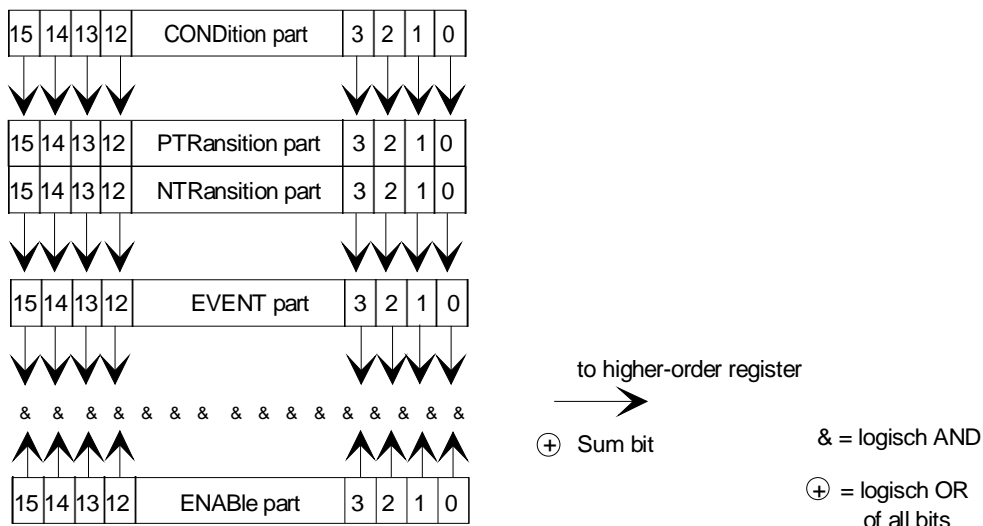 15 14 13 12 CONDition part 3 2 1 0
15 14 13 12 PTRansition part 3 2 1 0
15 14 13 12 NTRansition part 3 2 1 0
15 14 13 12 EVENT part 3 2 1 0
to higher-order register
& & & & & & & & & & & & & & & &
+ Sum bit
& = logisch AND
15 14 13 12 ENABle part 3 2 1 0
+ = logisch OR
of all bits